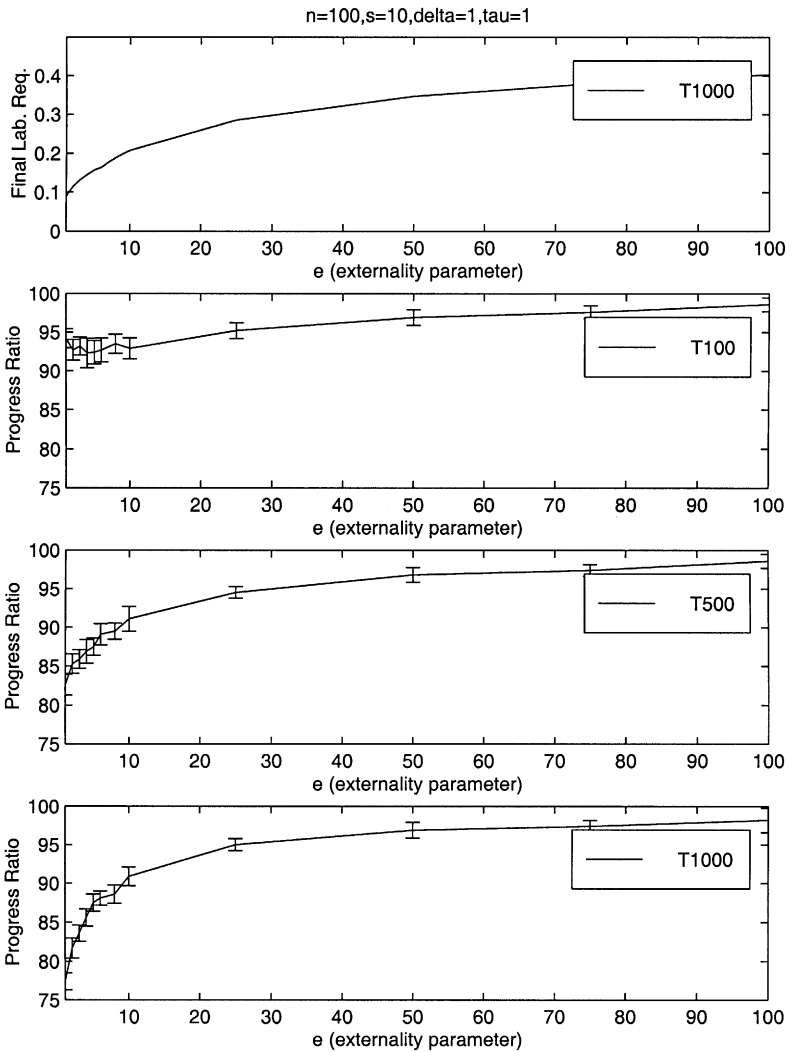 n=100,s=10,delta=1,tau=1
Final Lab. Req.
0.4
0.3
0.2
0.1
0
T1000
10 20 30 40 50 60 70 80 90 100
e (externality parameter)
Progress Ratio
100
95
90
85
80
75
T100
10 20 30 40 50 60 70 80 90 100
e (externality parameter)
Progress Ratio
100
95
90
85
80
75
T500
10 20 30 40 50 60 70 80 90 100
e (externality parameter)
Progress Ratio
100
95
90
85
80
75
T1000
10 20 30 40 50 60 70 80 90 100
e (externality parameter)